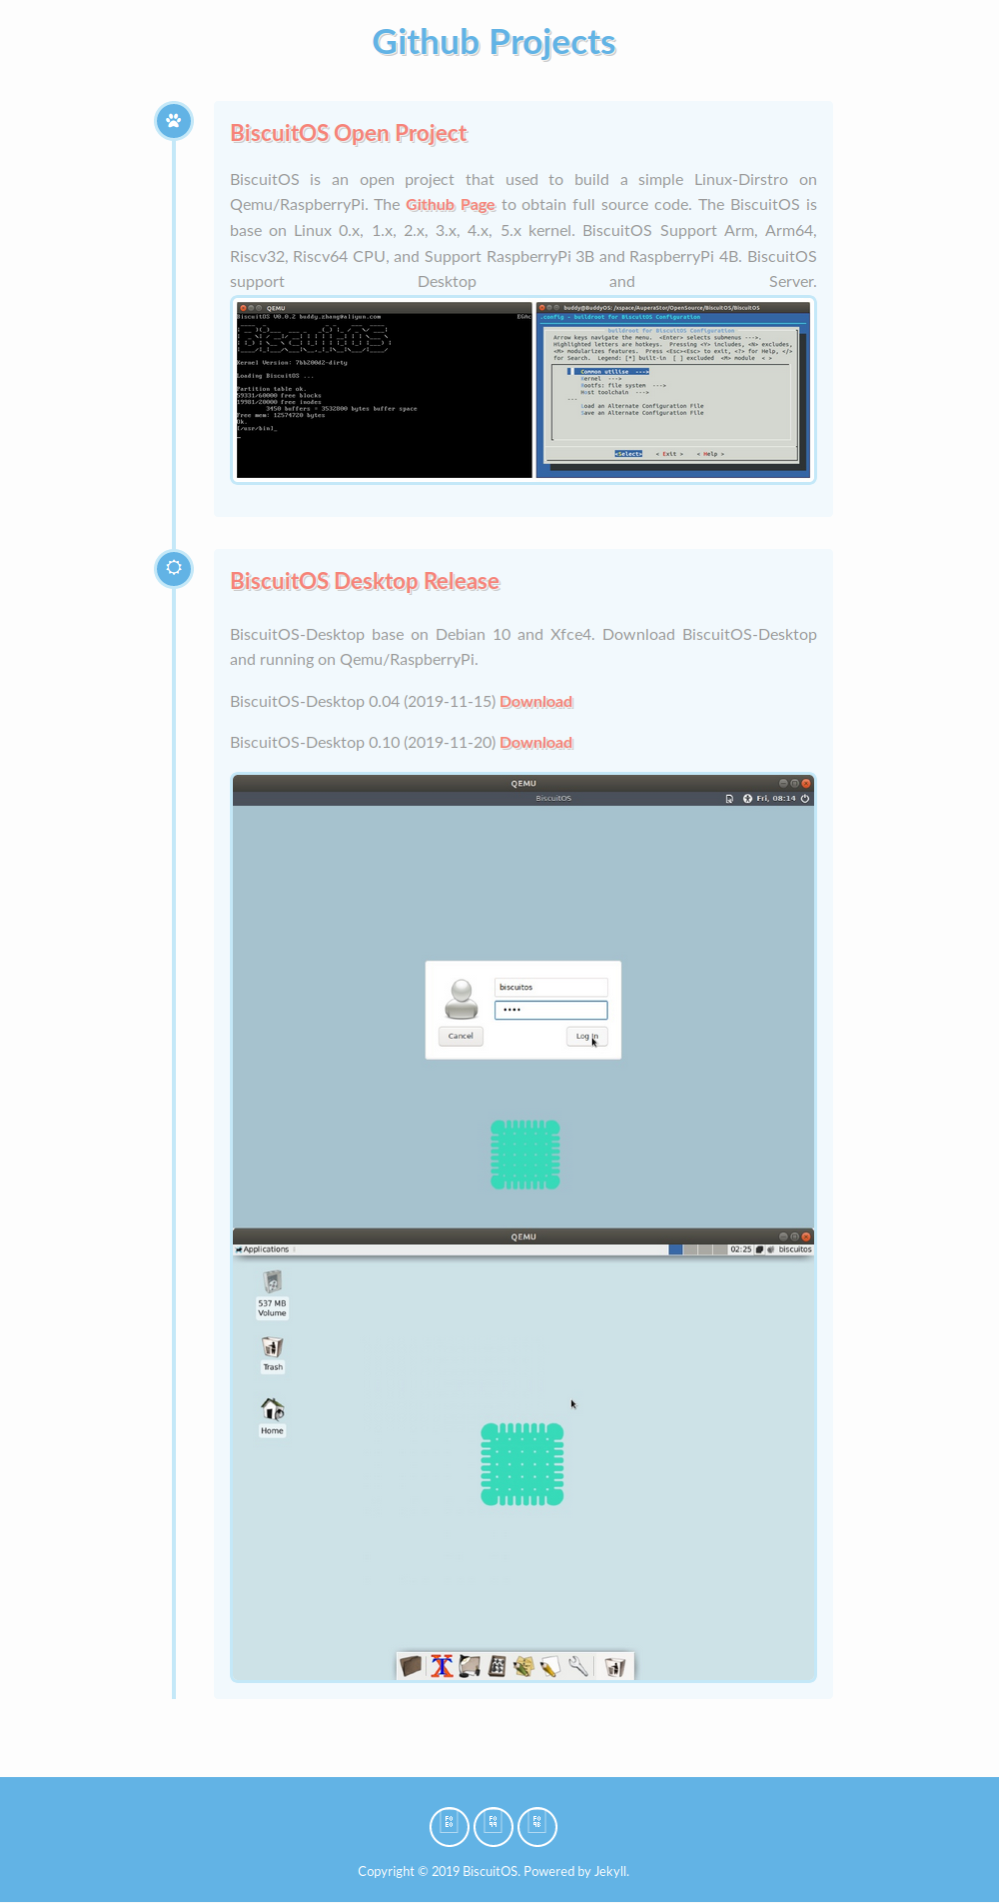 Github Projects
BiscuitOS Open Project
BiscuitOS is an open project that used to build a simple Linux-Dirstro on
Qemu/RaspberryPi. The Github Page to obtain full source code. The BiscuitOS is
base on Linux 0.x, 1.x, 2.x, 3.x, 4.x, 5.x kernel. BiscuitOS Support Arm, Arm64,
Riscv32, Riscv64 CPU, and Support RaspberryPi 3B and RaspberryPi 4B. BiscuitOS
support Desktop and Server.
QEMU
BiscuitOS V0.0.2 buddy.zhang@aliyun.com
Kernel Version: 7bb200d2-dirty
Loading BiscuitOS ...
Partition table ok.
59331/60000 free blocks
19981/20000 free inodes
3450 buffers = 3532800 bytes buffer space
Free mem: 12574720 bytes
Ok.
[/usr/bin]_
buddy@BuddyOS: /xspace/AuperaStor/OpenSource/BiscuitOS/BiscuitOS
.config - buildroot for BiscuitOS Configuration
buildroot for BiscuitOS Configuration
Arrow keys navigate the menu. <Enter> selects submenus --->.
Highlighted letters are hotkeys. Pressing <Y> includes, <N> excludes,
<M> modularizes features. Press <Esc><Esc> to exit, <?> for Help, </>
for Search. Legend: [*] built-in [ ] excluded <M> module < >
Common utilise --->
Kernel --->
Rootfs: file system --->
Host toolchain --->
---
Load an Alternate Configuration File
Save an Alternate Configuration File
<Select> < Exit > < Help >
BiscuitOS Desktop Release
BiscuitOS-Desktop base on Debian 10 and Xfce4. Download BiscuitOS-Desktop
and running on Qemu/RaspberryPi.
BiscuitOS-Desktop 0.04 (2019-11-15) Download
BiscuitOS-Desktop 0.10 (2019-11-20) Download
QEMU
BiscuitOS
Fri, 08:14
biscuitos
••••
Cancel
Log In
QEMU
Applications
02:25
biscuitos
537 MB
Volume
Trash
Home
Copyright © 2019 BiscuitOS. Powered by Jekyll.